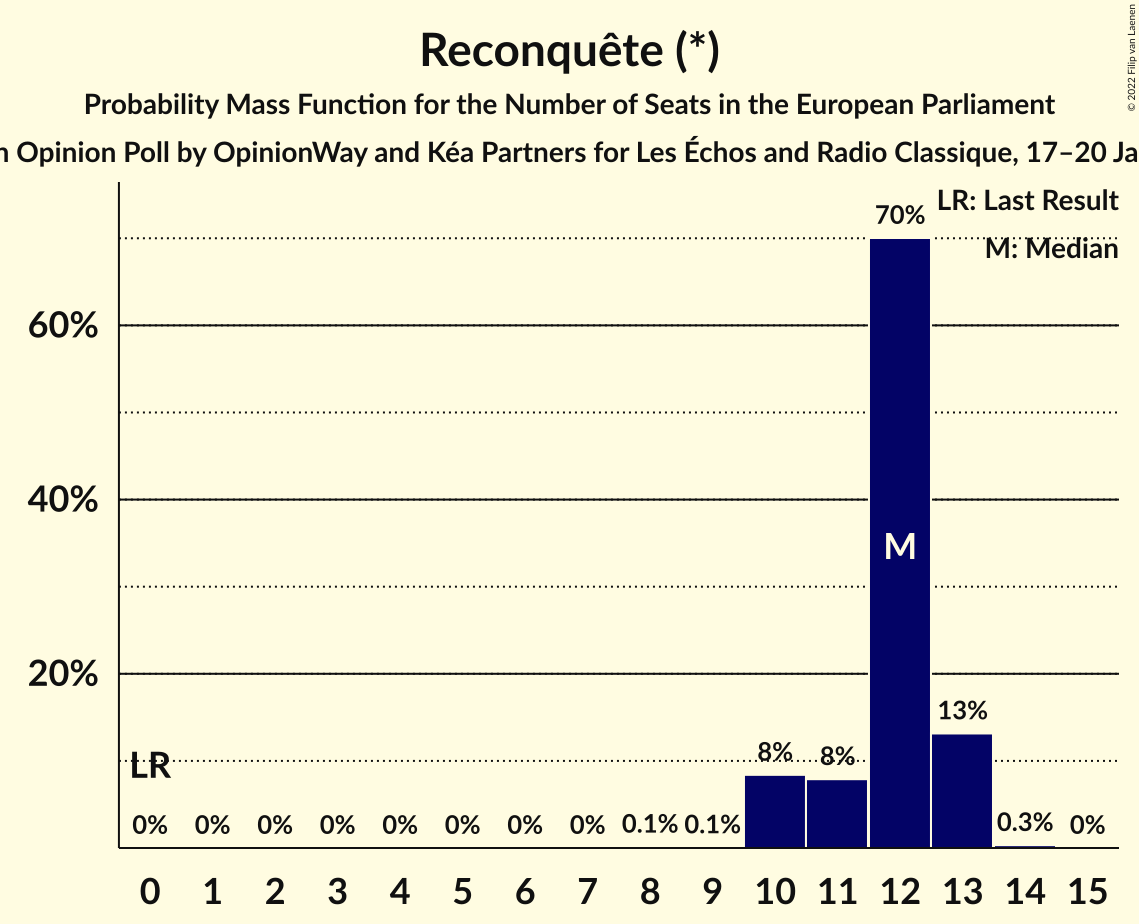 Reconquête (*)
Probability Mass Function for the Number of Seats in the European Parliament
n Opinion Poll by OpinionWay and Kéa Partners for Les Échos and Radio Classique, 17–20 Ja
© 2022 Filip van Laenen
LR: Last Result
M: Median
70%
60%
40%
M
20%
13%
8% 8%
LR
0% 0% 0% 0% 0% 0% 0% 0% 0.1% 0.1% 0.3% 0%
0 1 2 3 4 5 6 7 8 9 10 11 12 13 14 15